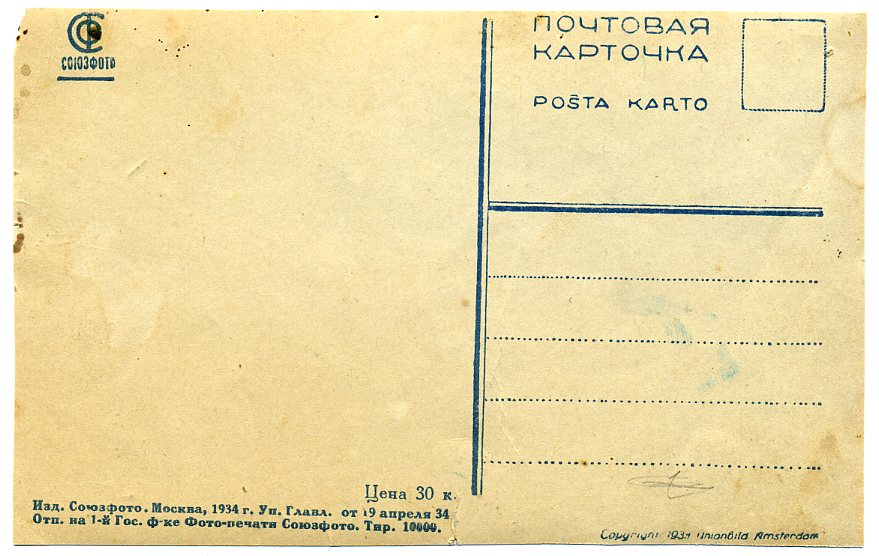 СОЮЗФОТО
ПОЧТОВАЯ
КАРТОЧКА
POŜTA KARTO
Цена 30 к.
Изд. Союзфото. Москва, 1934 г. Уп. Главл. от 19 апреля 34
Отп. на 1-й Гос. ф-ке Фото-печати Союзфото. Тир. 10000.
Copyright Unionbild Amsterdam